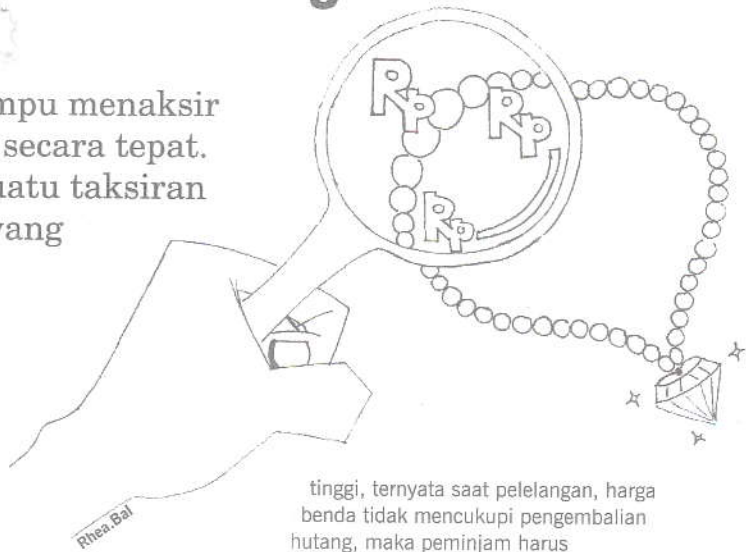 mpu menaksir
secara tepat.
uatu taksiran
yang
Rp
Rp
Rp
Rhea.Bal
tinggi, ternyata saat pelelangan, harga
benda tidak mencukupi pengembalian
hutang, maka peminjam harus